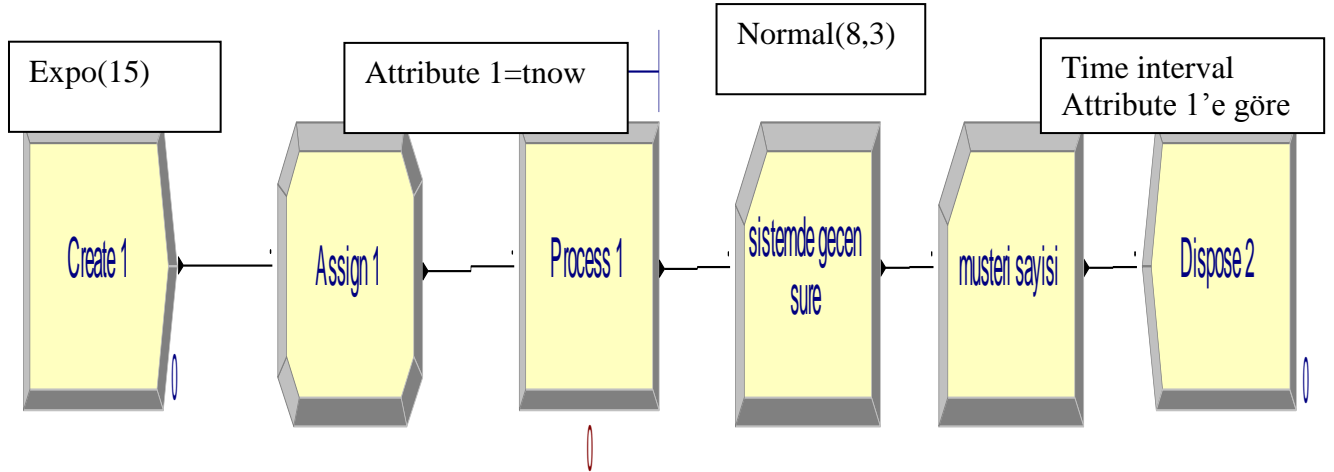 Expo(15)
Attribute 1=tnow
Normal(8,3)
Time interval
Attribute 1’e göre
Create 1
Assign 1
Process 1
sistemde gecen
sure
musteri sayisi
Dispose 2
0
0
0